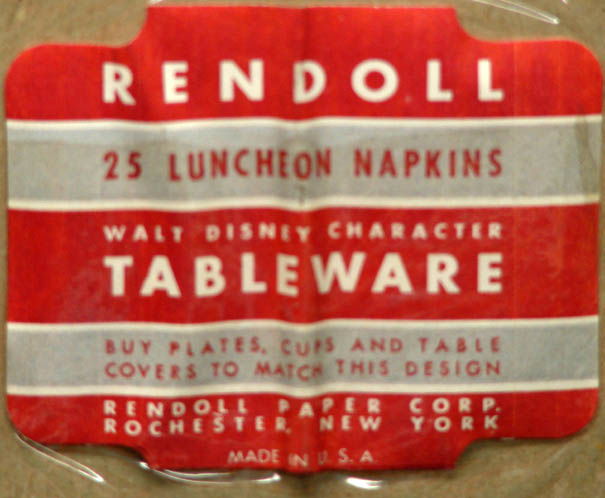 RENDOLL
25 LUNCHEON NAPKINS
WALT DISNEY CHARACTER
TABLEWARE
BUY PLATES, CUPS AND TABLE
COVERS TO MATCH THIS DESIGN
RENDOLL PAPER CORP.
ROCHESTER, NEW YORK
MADE IN U. S. A